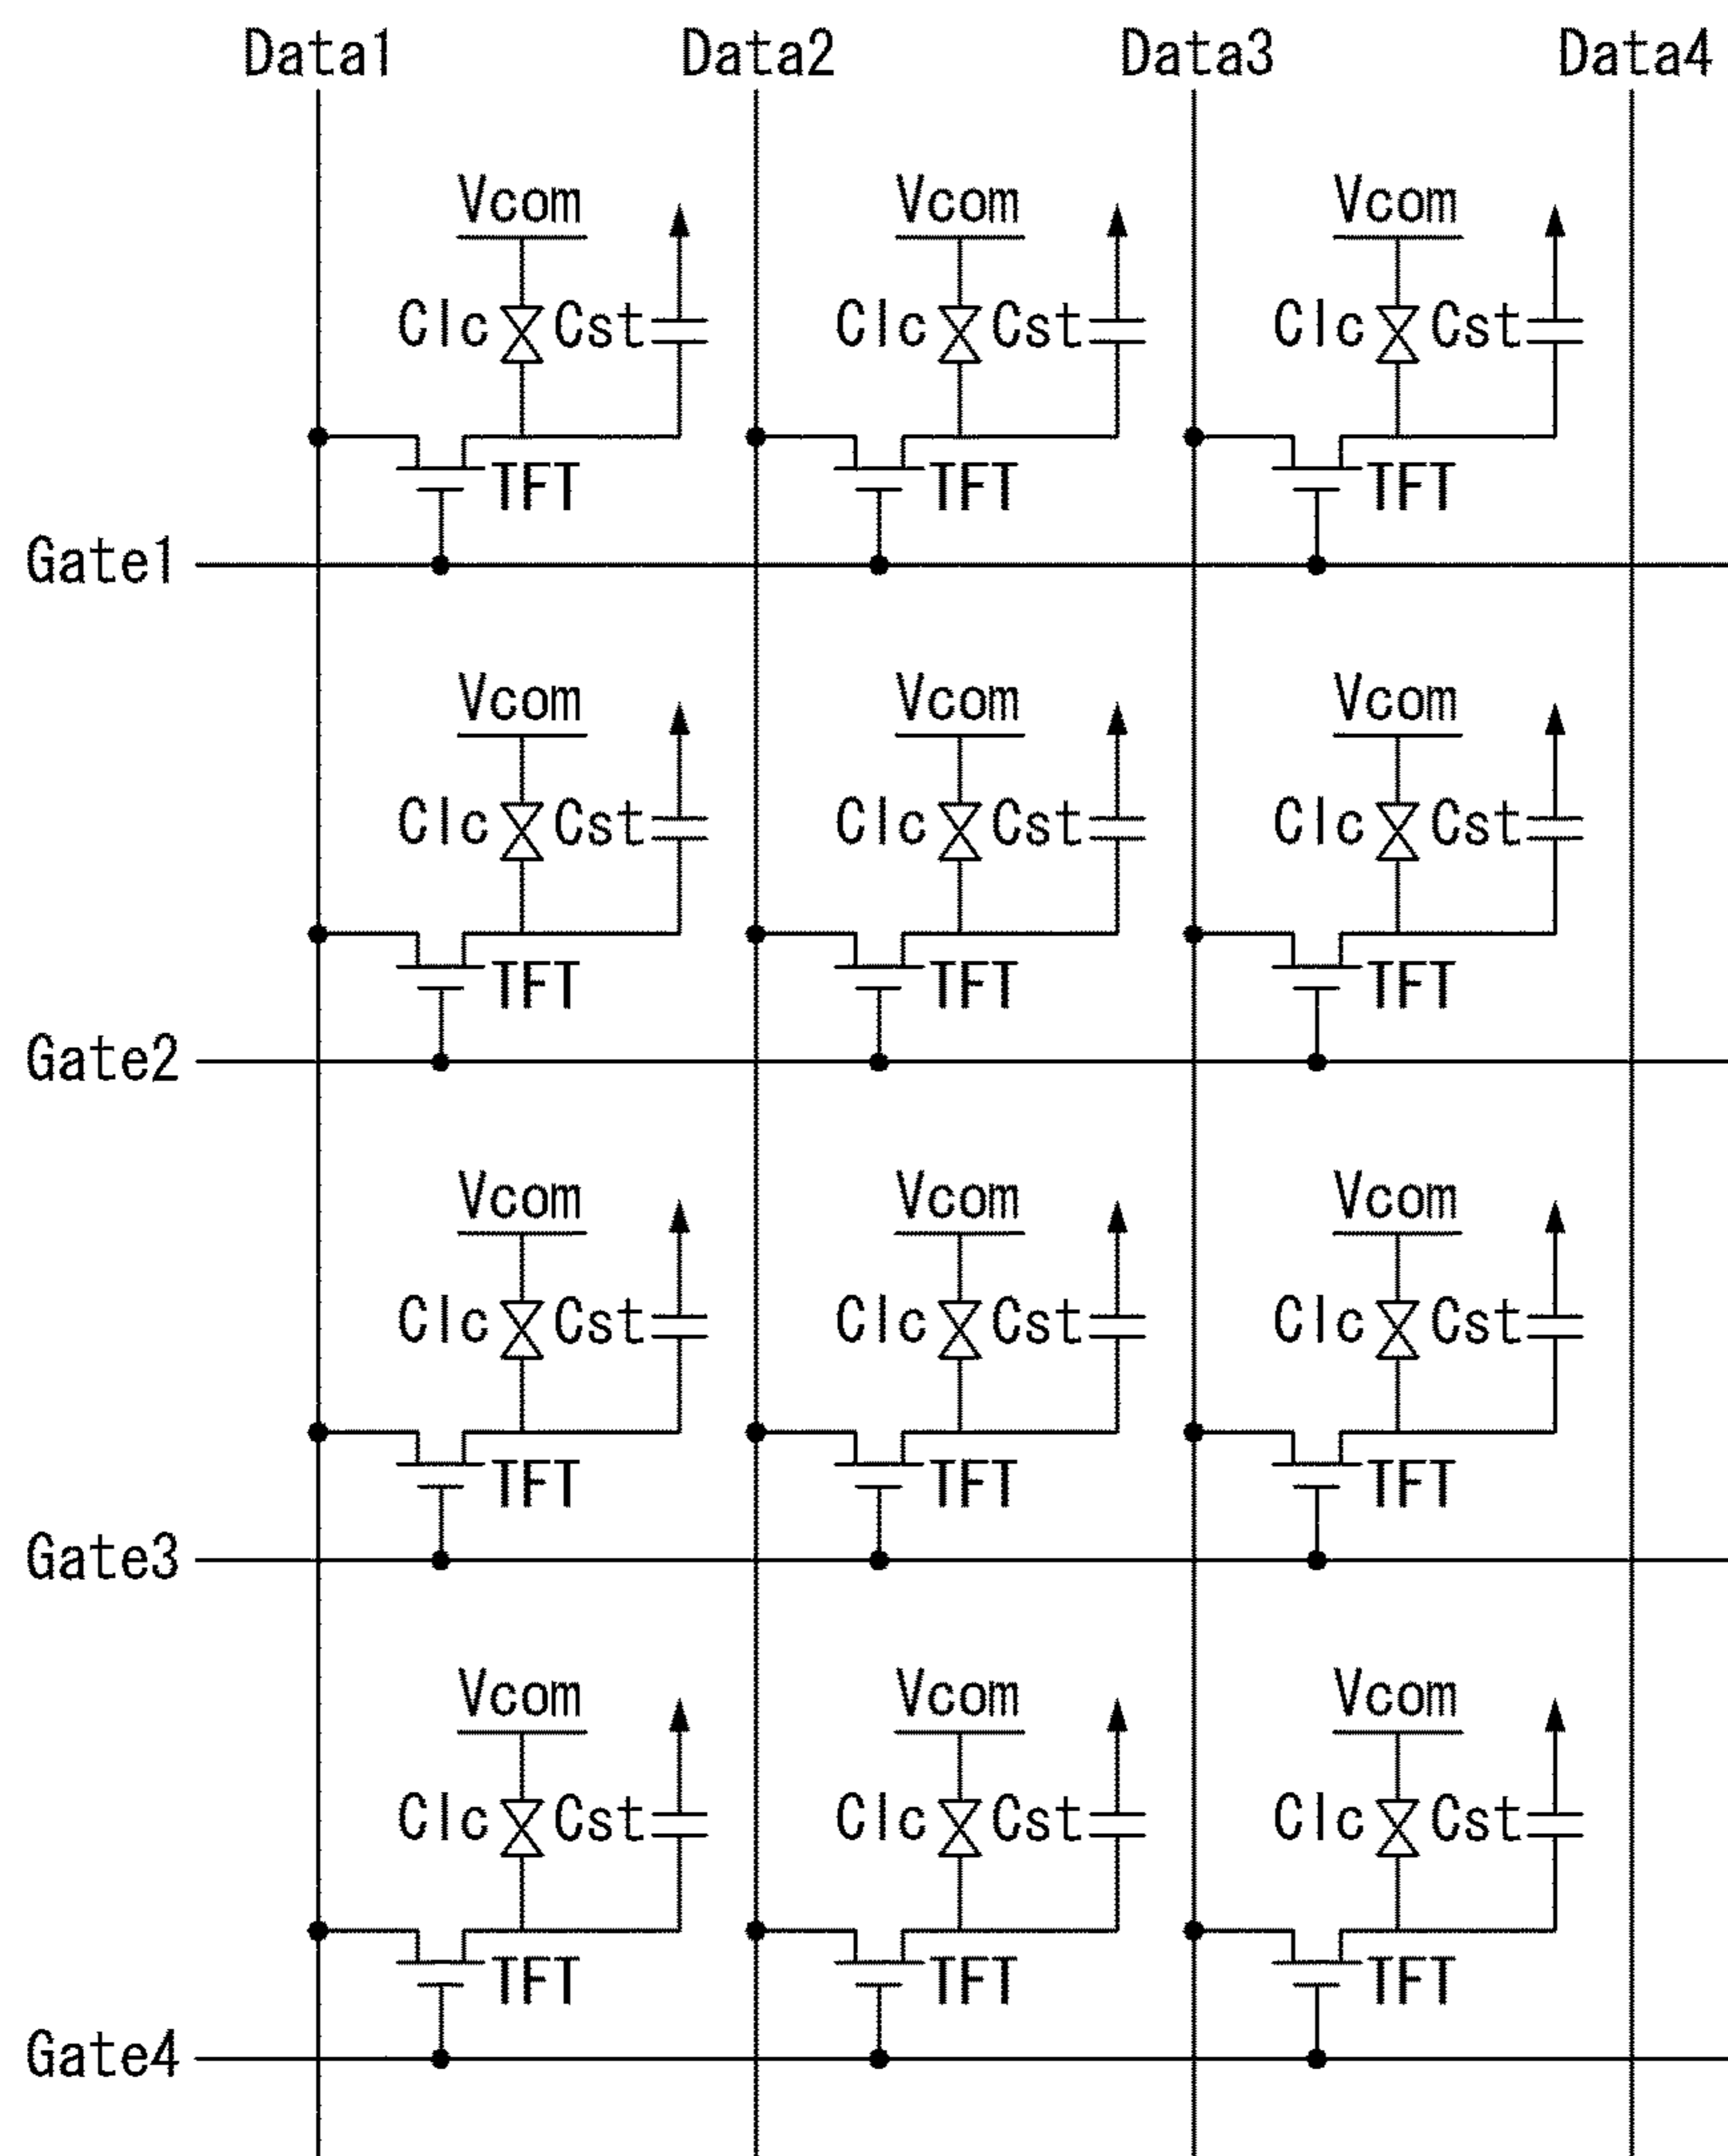 Data1 Data2 Data3 Data4
Vcom Vcom Vcom
Clc Cst Clc Cst Clc Cst
TFT TFT TFT
Gate1
Vcom Vcom Vcom
Clc Cst Clc Cst Clc Cst
TFT TFT TFT
Gate2
Vcom Vcom Vcom
Clc Cst Clc Cst Clc Cst
TFT TFT TFT
Gate3
Vcom Vcom Vcom
Clc Cst Clc Cst Clc Cst
TFT TFT TFT
Gate4